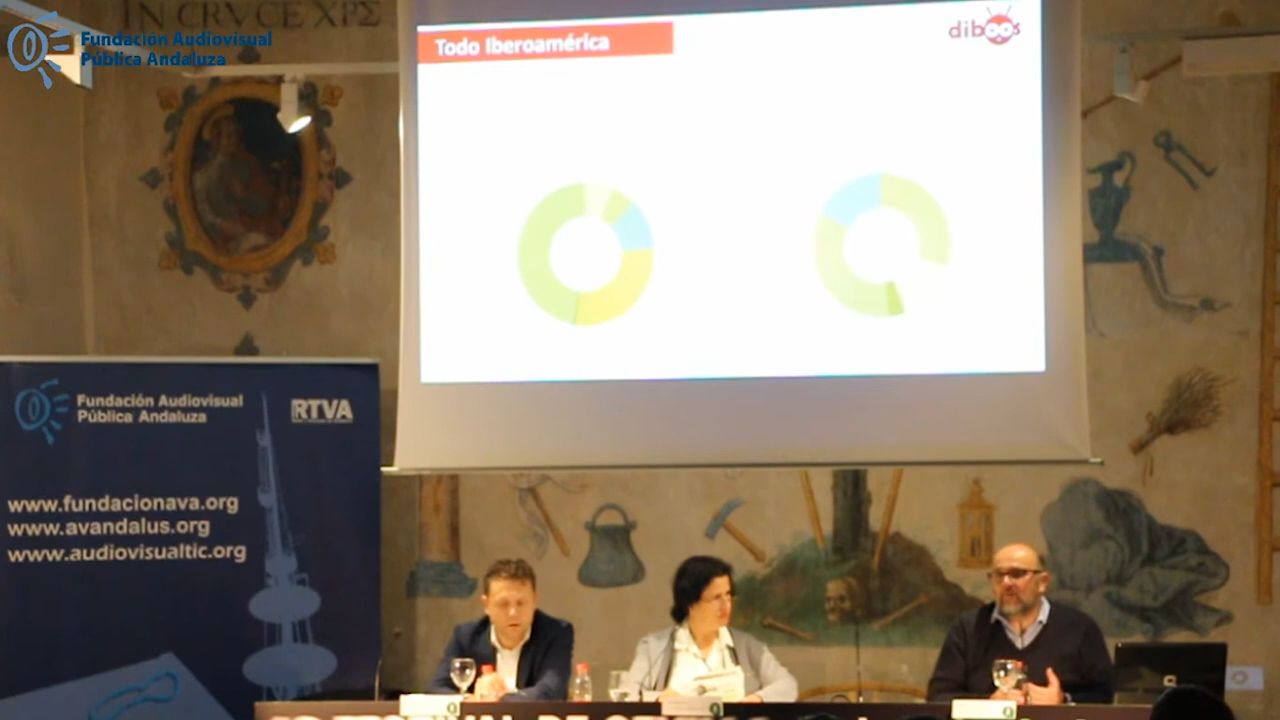 IN CRVCE XPΣ
Fundación Audiovisual
Pública Andaluza
Todo Iberoamérica
diboos
Fundación Audiovisual
Pública Andaluza
RTVA
www.fundacionava.org
www.avandalus.org
www.audiovisualtic.org